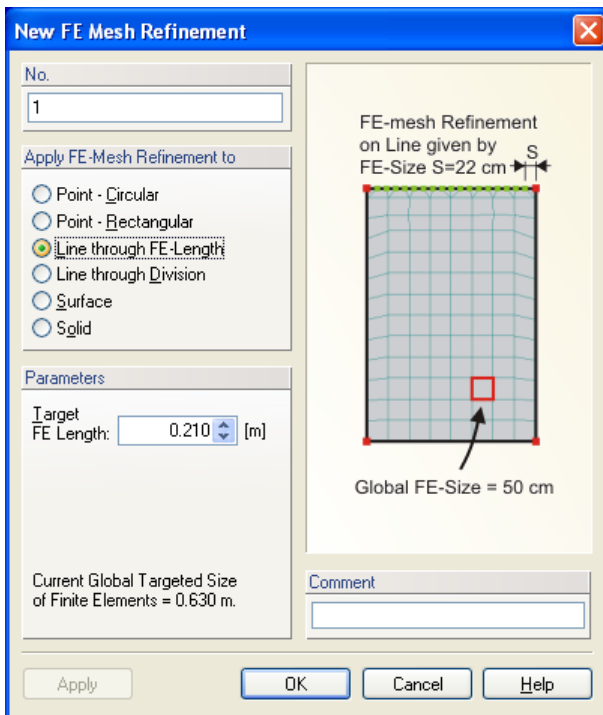 New FE Mesh Refinement
No.
1
Apply FE-Mesh Refinement to
Point - Circular
Point - Rectangular
Line through FE-Length
Line through Division
Surface
Solid
Parameters
Target
FE Length:
0.210
[m]
Current Global Targeted Size
of Finite Elements = 0.630 m.
FE-mesh Refinement
on Line given by
FE-Size S=22 cm
S
Global FE-Size = 50 cm
Comment
Apply
OK
Cancel
Help